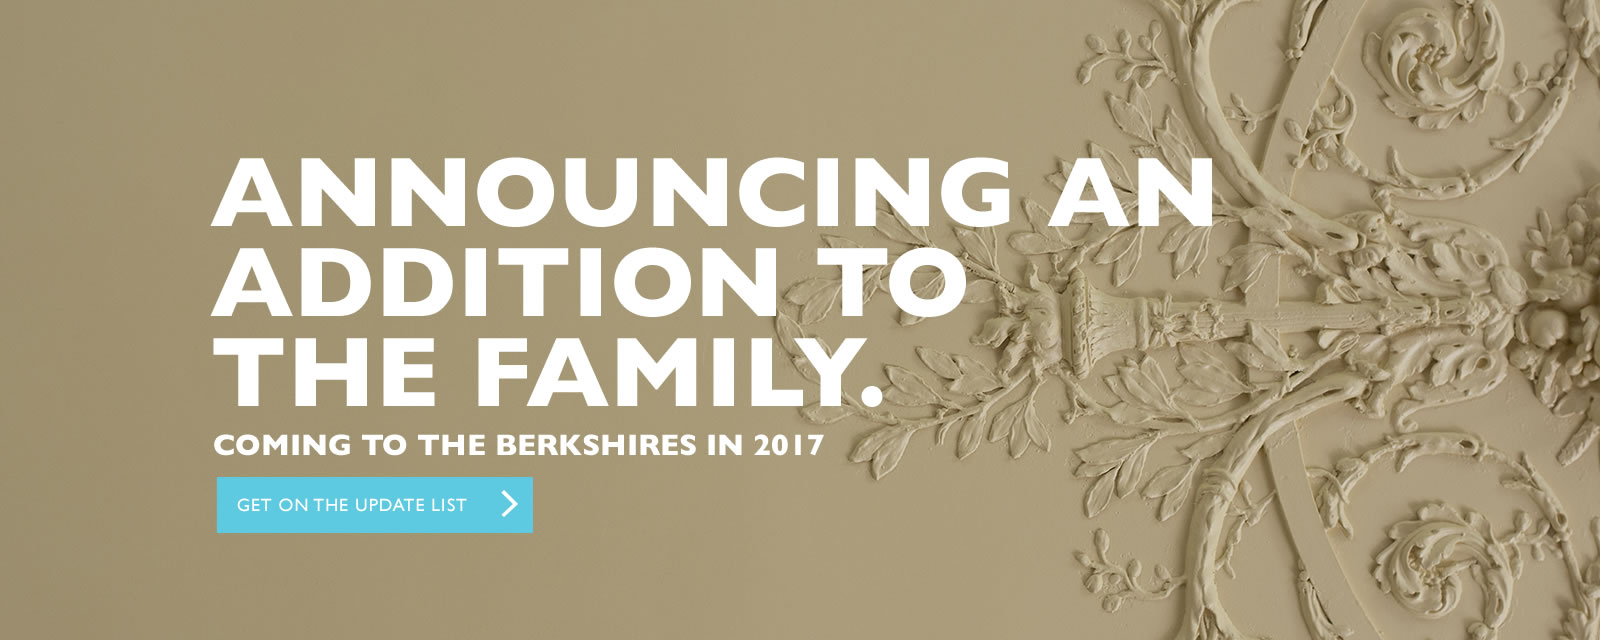 ANNOUNCING AN
ADDITION TO
THE FAMILY.
COMING TO THE BERKSHIRES IN 2017
GET ON THE UPDATE LIST